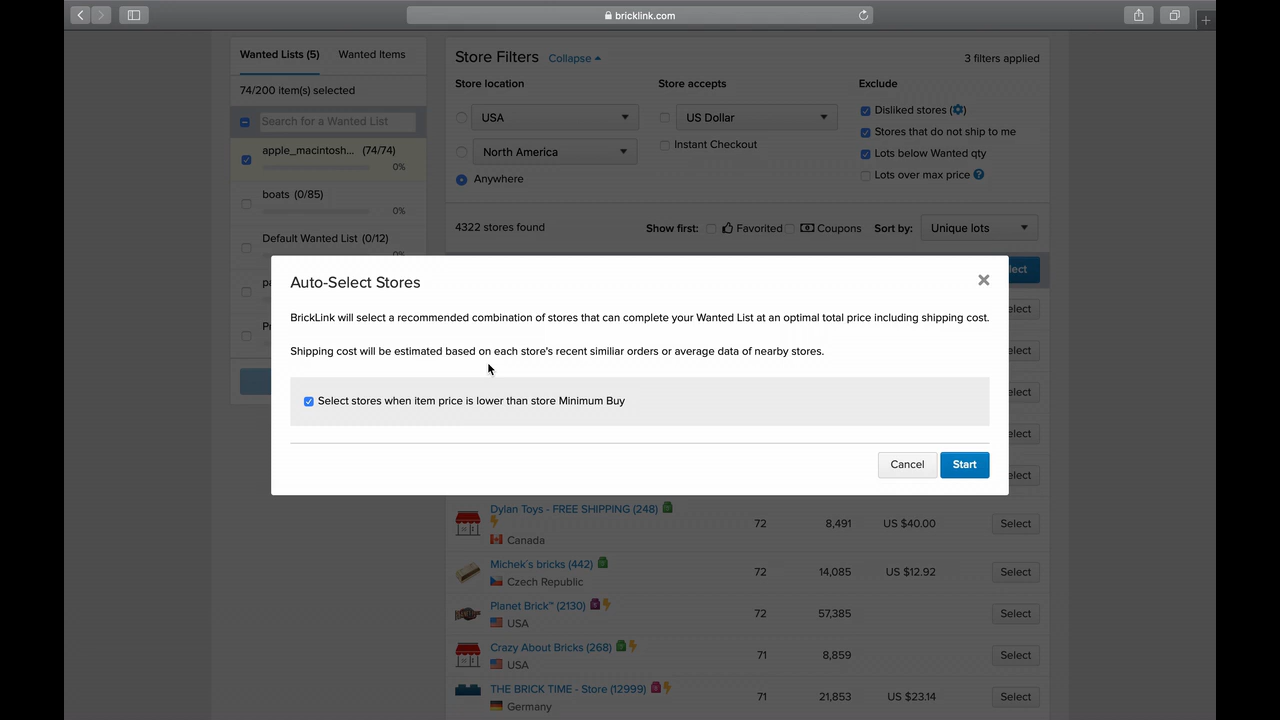 bricklink.com
Wanted Lists (5)
Wanted Items
74/200 item(s) selected
Search for a Wanted List
apple_macintosh... (74/74)
0%
boats (0/85)
0%
Default Wanted List (0/12)
0%
Store Filters
Collapse
3 filters applied
Store location
USA
North America
Anywhere
Store accepts
US Dollar
Instant Checkout
Exclude
Disliked stores
Stores that do not ship to me
Lots below Wanted qty
Lots over max price
4322 stores found
Show first:
Favorited
Coupons
Sort by:
Unique lots
Auto-Select Stores
BrickLink will select a recommended combination of stores that can complete your Wanted List at an optimal total price including shipping cost.
Shipping cost will be estimated based on each store's recent similiar orders or average data of nearby stores.
Select stores when item price is lower than store Minimum Buy
Cancel
Start
Dylan Toys - FREE SHIPPING (248)
Canada
72
8,491
US $40.00
Select
Michek´s bricks (442)
Czech Republic
72
14,085
US $12.92
Select
Planet Brick™ (2130)
USA
72
57,385
Select
Crazy About Bricks (268)
USA
71
8,859
Select
THE BRICK TIME - Store (12999)
Germany
71
21,853
US $23.14
Select